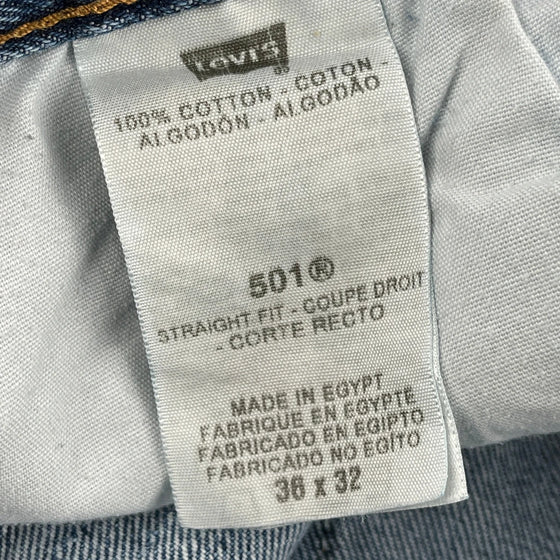 Levi's
®
100% COTTON - COTON -
ALGODÓN - ALGODÃO
501®
STRAIGHT FIT - COUPE DROIT
- CORTE RECTO
MADE IN EGYPT
FABRIQUE EN EGYPTE
FABRICADO EN EGIPTO
FABRICADO NO EGITO
36 x 32